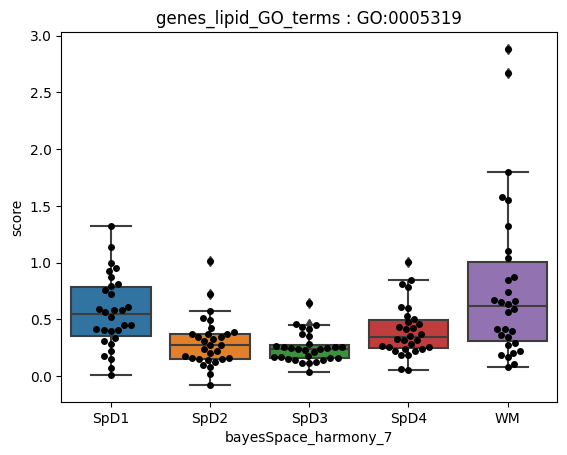 genes_lipid_GO_terms : GO:0005319
3.0
2.5
2.0
1.5
1.0
0.5
0.0
score
SpD1 SpD2 SpD3 SpD4 WM
bayesSpace_harmony_7